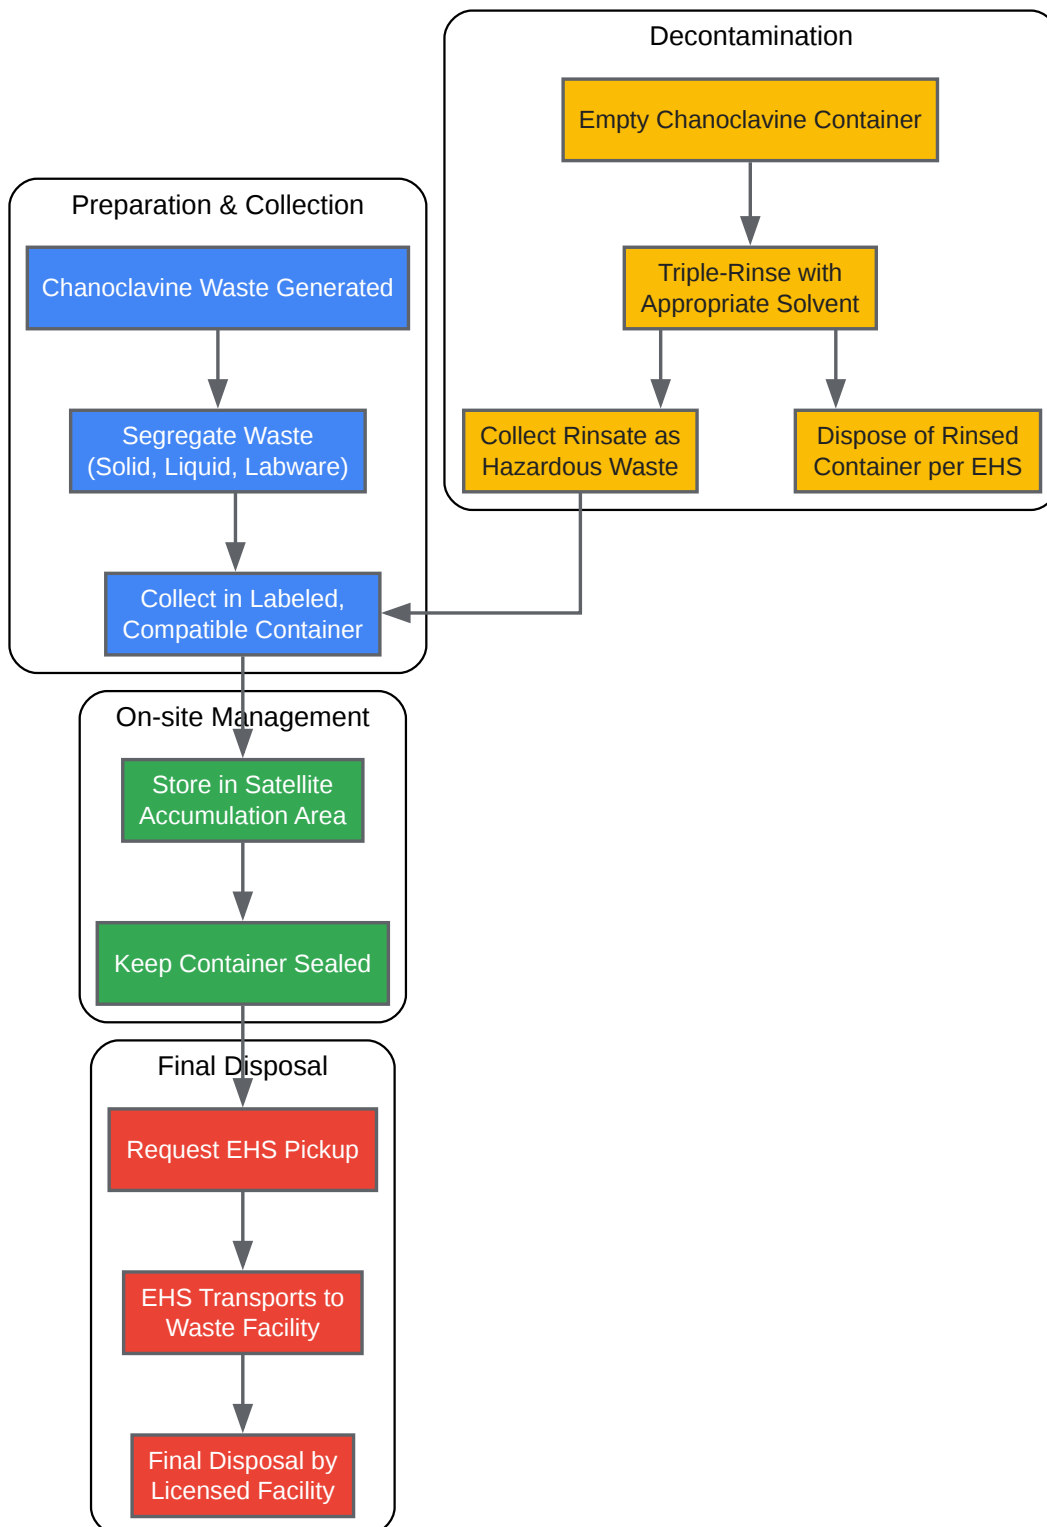 Decontamination
Empty Chanoclavine Container
Triple-Rinse with
Appropriate Solvent
Collect Rinsate as
Hazardous Waste
Dispose of Rinsed
Container per EHS
Preparation & Collection
Chanoclavine Waste Generated
Segregate Waste
(Solid, Liquid, Labware)
Collect in Labeled,
Compatible Container
On-site Management
Store in Satellite
Accumulation Area
Keep Container Sealed
Final Disposal
Request EHS Pickup
EHS Transports to
Waste Facility
Final Disposal by
Licensed Facility